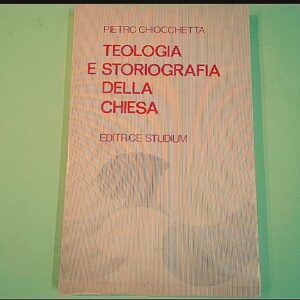 PIETRO CHIOCCHETTA
TEOLOGIA
E STORIOGRAFIA
DELLA
CHIESA
EDITRICE STUDIUM